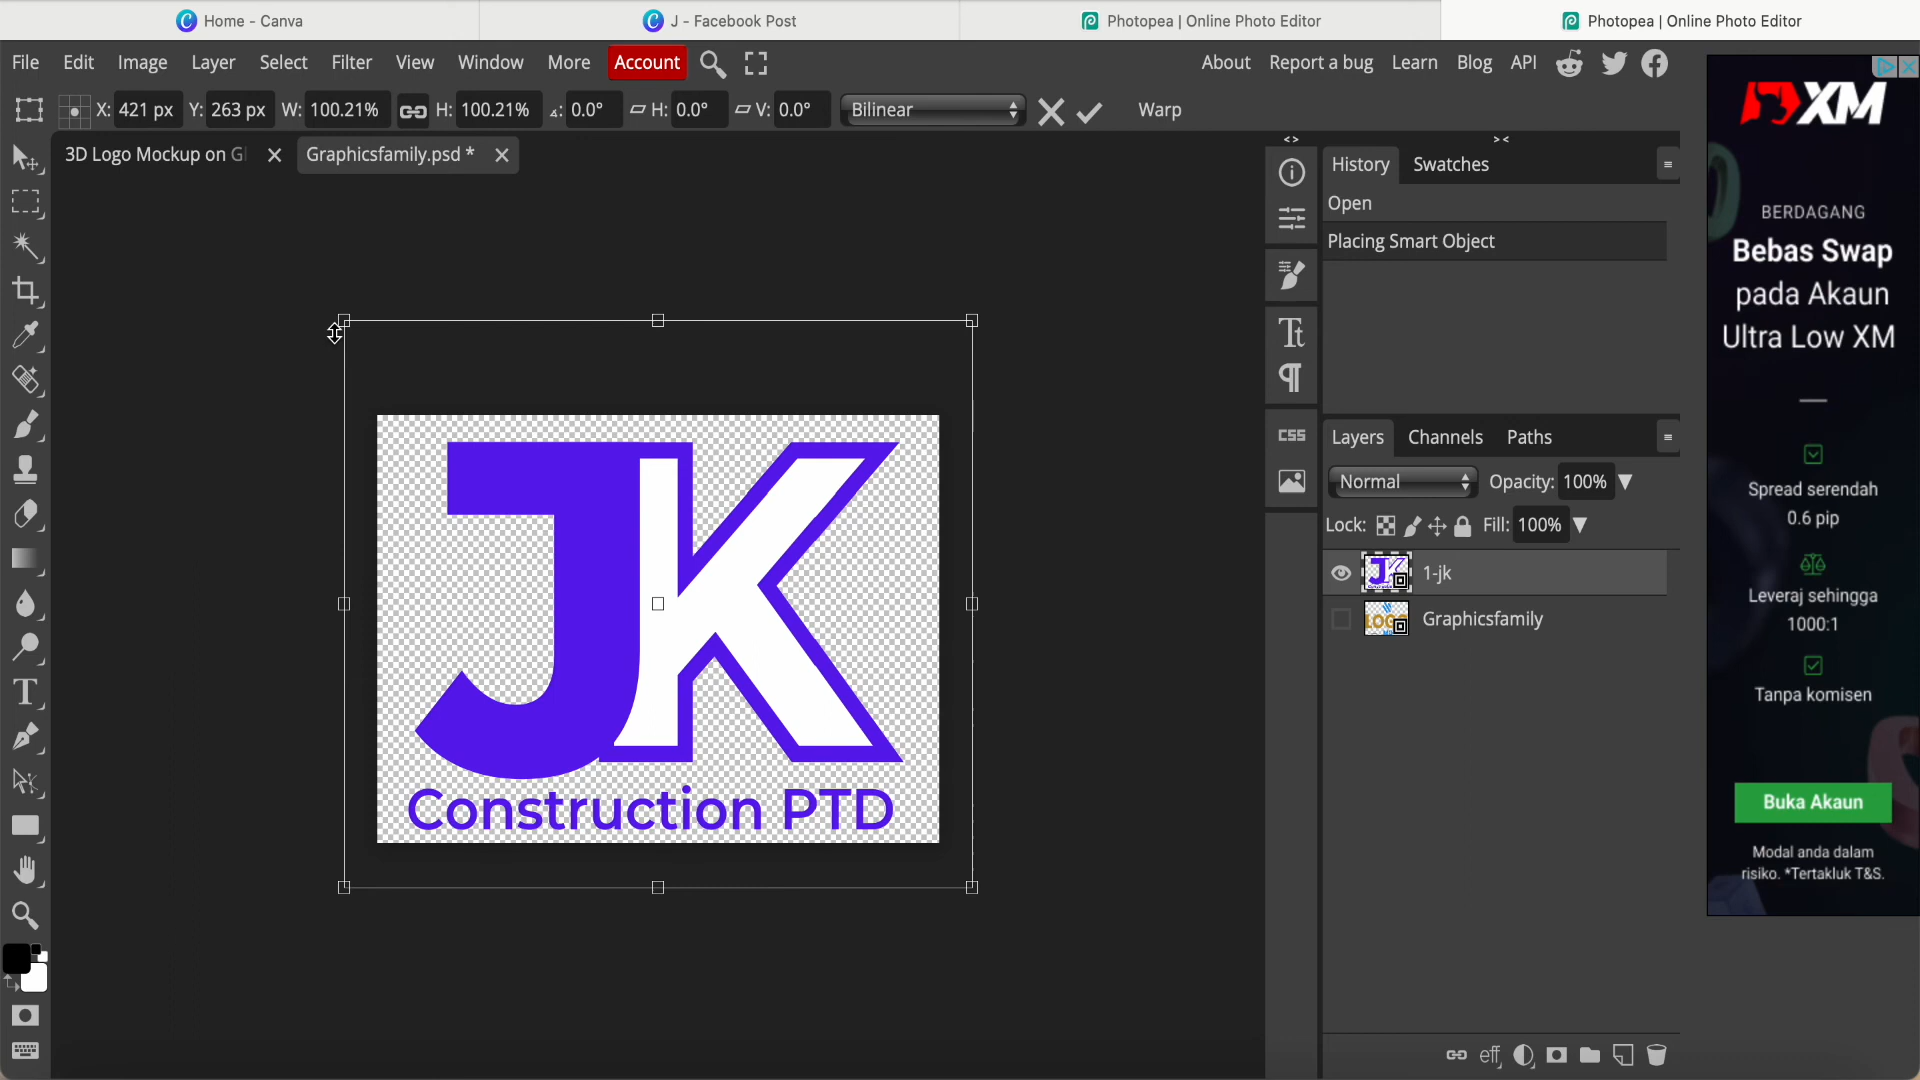 Home - Canva
J - Facebook Post
Photopea | Online Photo Editor
Photopea | Online Photo Editor
File Edit Image Layer Select Filter View Window More Account
About Report a bug Learn Blog API
X: 421 px Y: 263 px W: 100.21% H: 100.21% 0.0° H: 0.0° V: 0.0° Bilinear Warp
3D Logo Mockup on
Graphicsfamily.psd *
History Swatches
Open
Placing Smart Object
Layers Channels Paths
Normal Opacity: 100%
Lock: Fill: 100%
1-jk
Graphicsfamily
CSS
eff
JK
Construction PTD
XM
BERDAGANG
Bebas Swap
pada Akaun
Ultra Low XM
Spread serendah
0.6 pip
Leveraj sehingga
1000:1
Tanpa komisen
Buka Akaun
Modal anda dalam
risiko. *Tertakluk T&S.